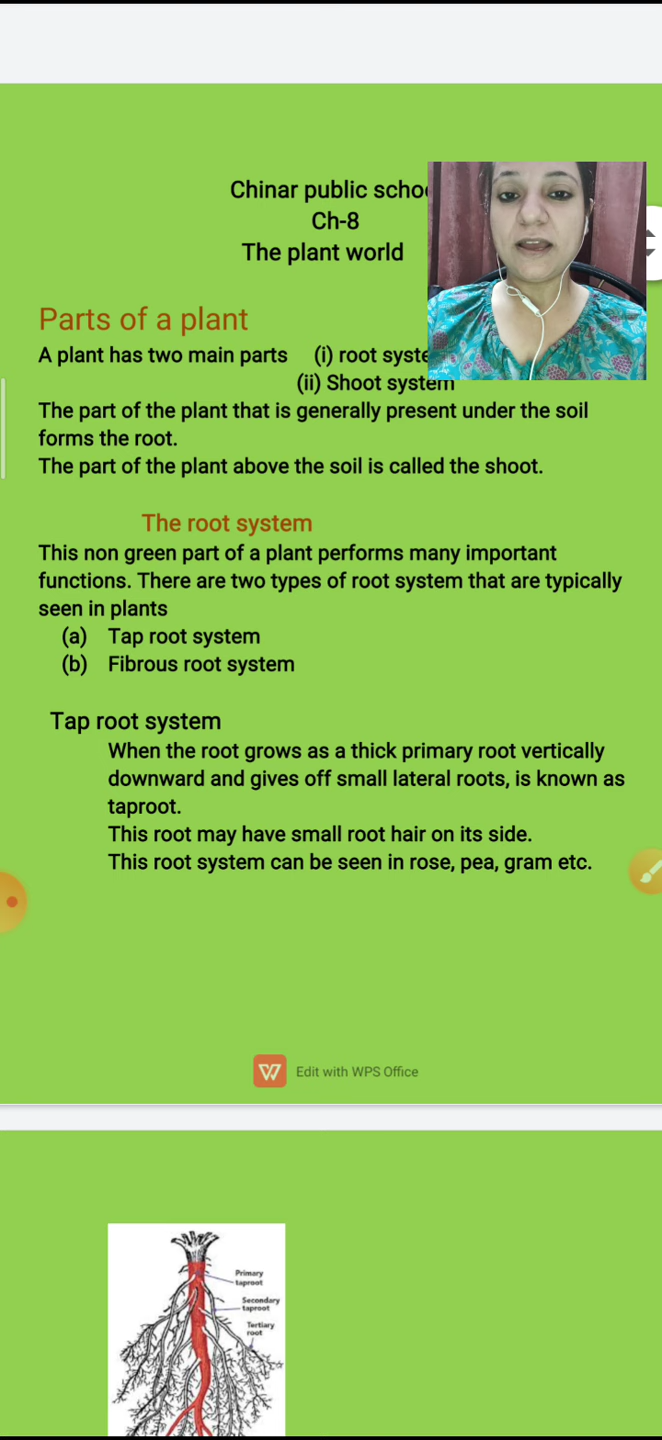 Chinar public
Ch-8
The plant world
Parts of a plant
A plant has two main parts (i) root
(ii) Shoot system
The part of the plant that is generally present under the soil
forms the root.
The part of the plant above the soil is called the shoot.
The root system
This non green part of a plant performs many important
functions. There are two types of root system that are typically
seen in plants
(a) Tap root system
(b) Fibrous root system
Tap root system
When the root grows as a thick primary root vertically
downward and gives off small lateral roots, is known as
taproot.
This root may have small root hair on its side.
This root system can be seen in rose, pea, gram etc.
Edit with WPS Office
Primary
taproot
Secondary
taproot
Tertiary
root